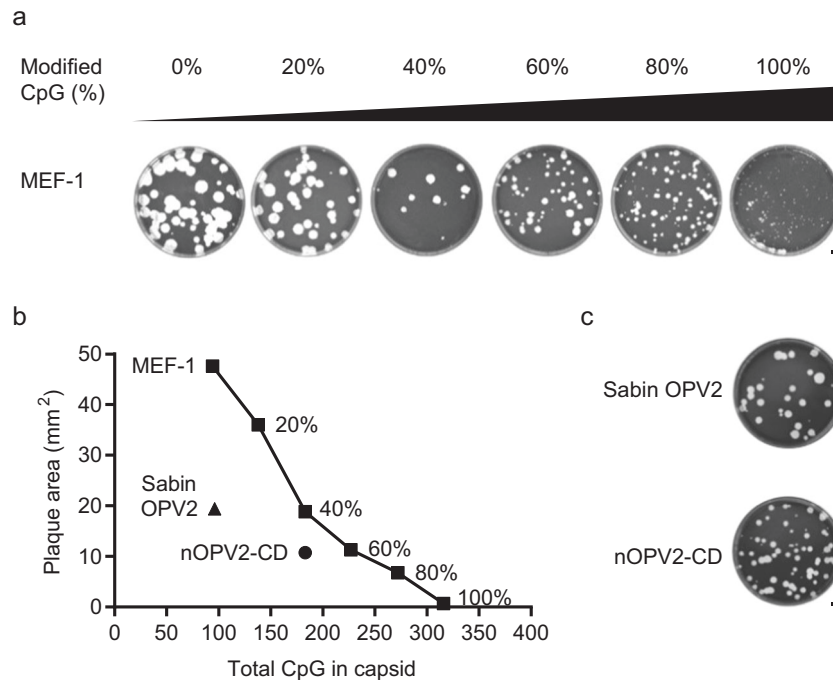 a
Modified CpG (%)
0% 20% 40% 60% 80% 100%
MEF-1
b
Plaque area (mm²)
50
40
30
20
10
0
MEF-1
20%
Sabin
OPV2
40%
nOPV2-CD
60%
80%
100%
0 50 100 150 200 250 300 350 400
Total CpG in capsid
c
Sabin OPV2
nOPV2-CD